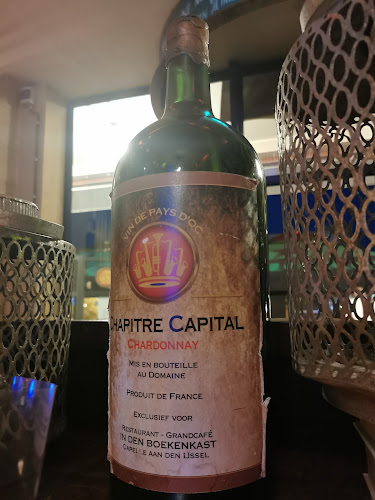 VIN DE PAYS D'OC
CHAPITRE CAPITAL
CHARDONNAY
MIS EN BOUTEILLE
AU DOMAINE
PRODUIT DE FRANCE
EXCLUSIEF VOOR
RESTAURANT - GRANDCAFÉ
IN DEN BOEKENKAST
CAPELLE AAN DEN IJSSEL